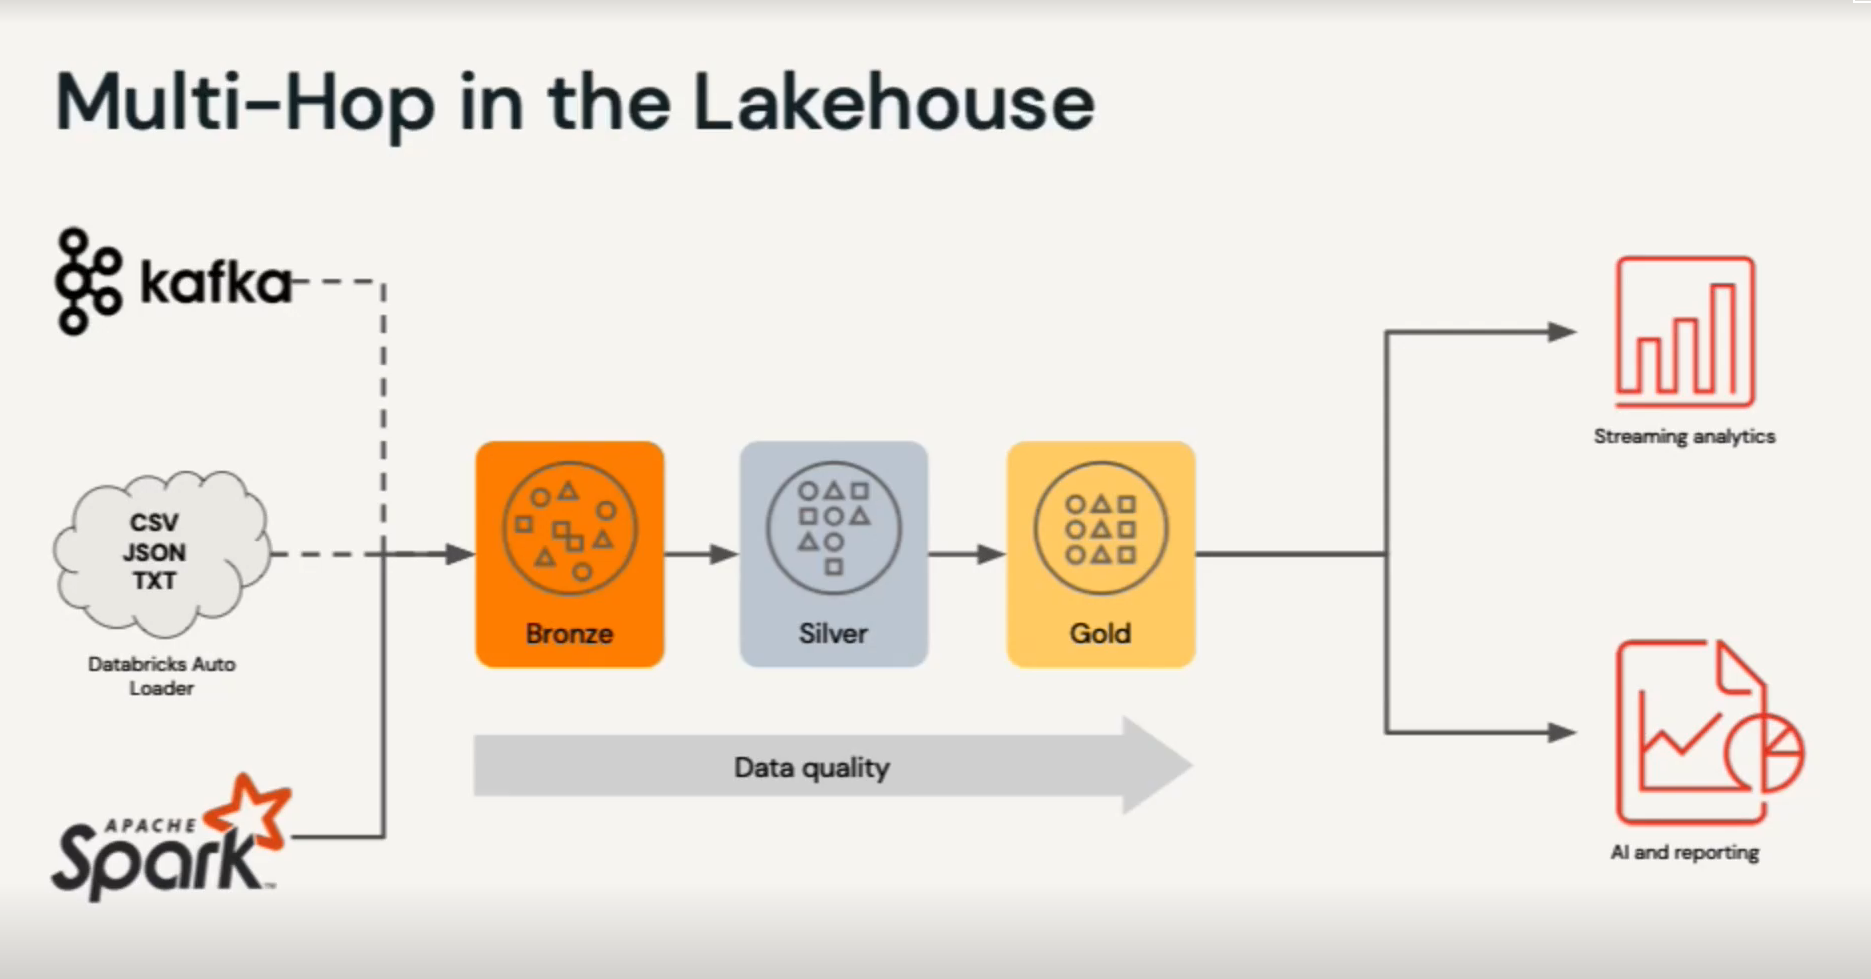 Multi-Hop in the Lakehouse
kafka
CSV
JSON
TXT
Databricks Auto
Loader
APACHE
Spark™
Bronze
Silver
Gold
Data quality
Streaming analytics
AI and reporting